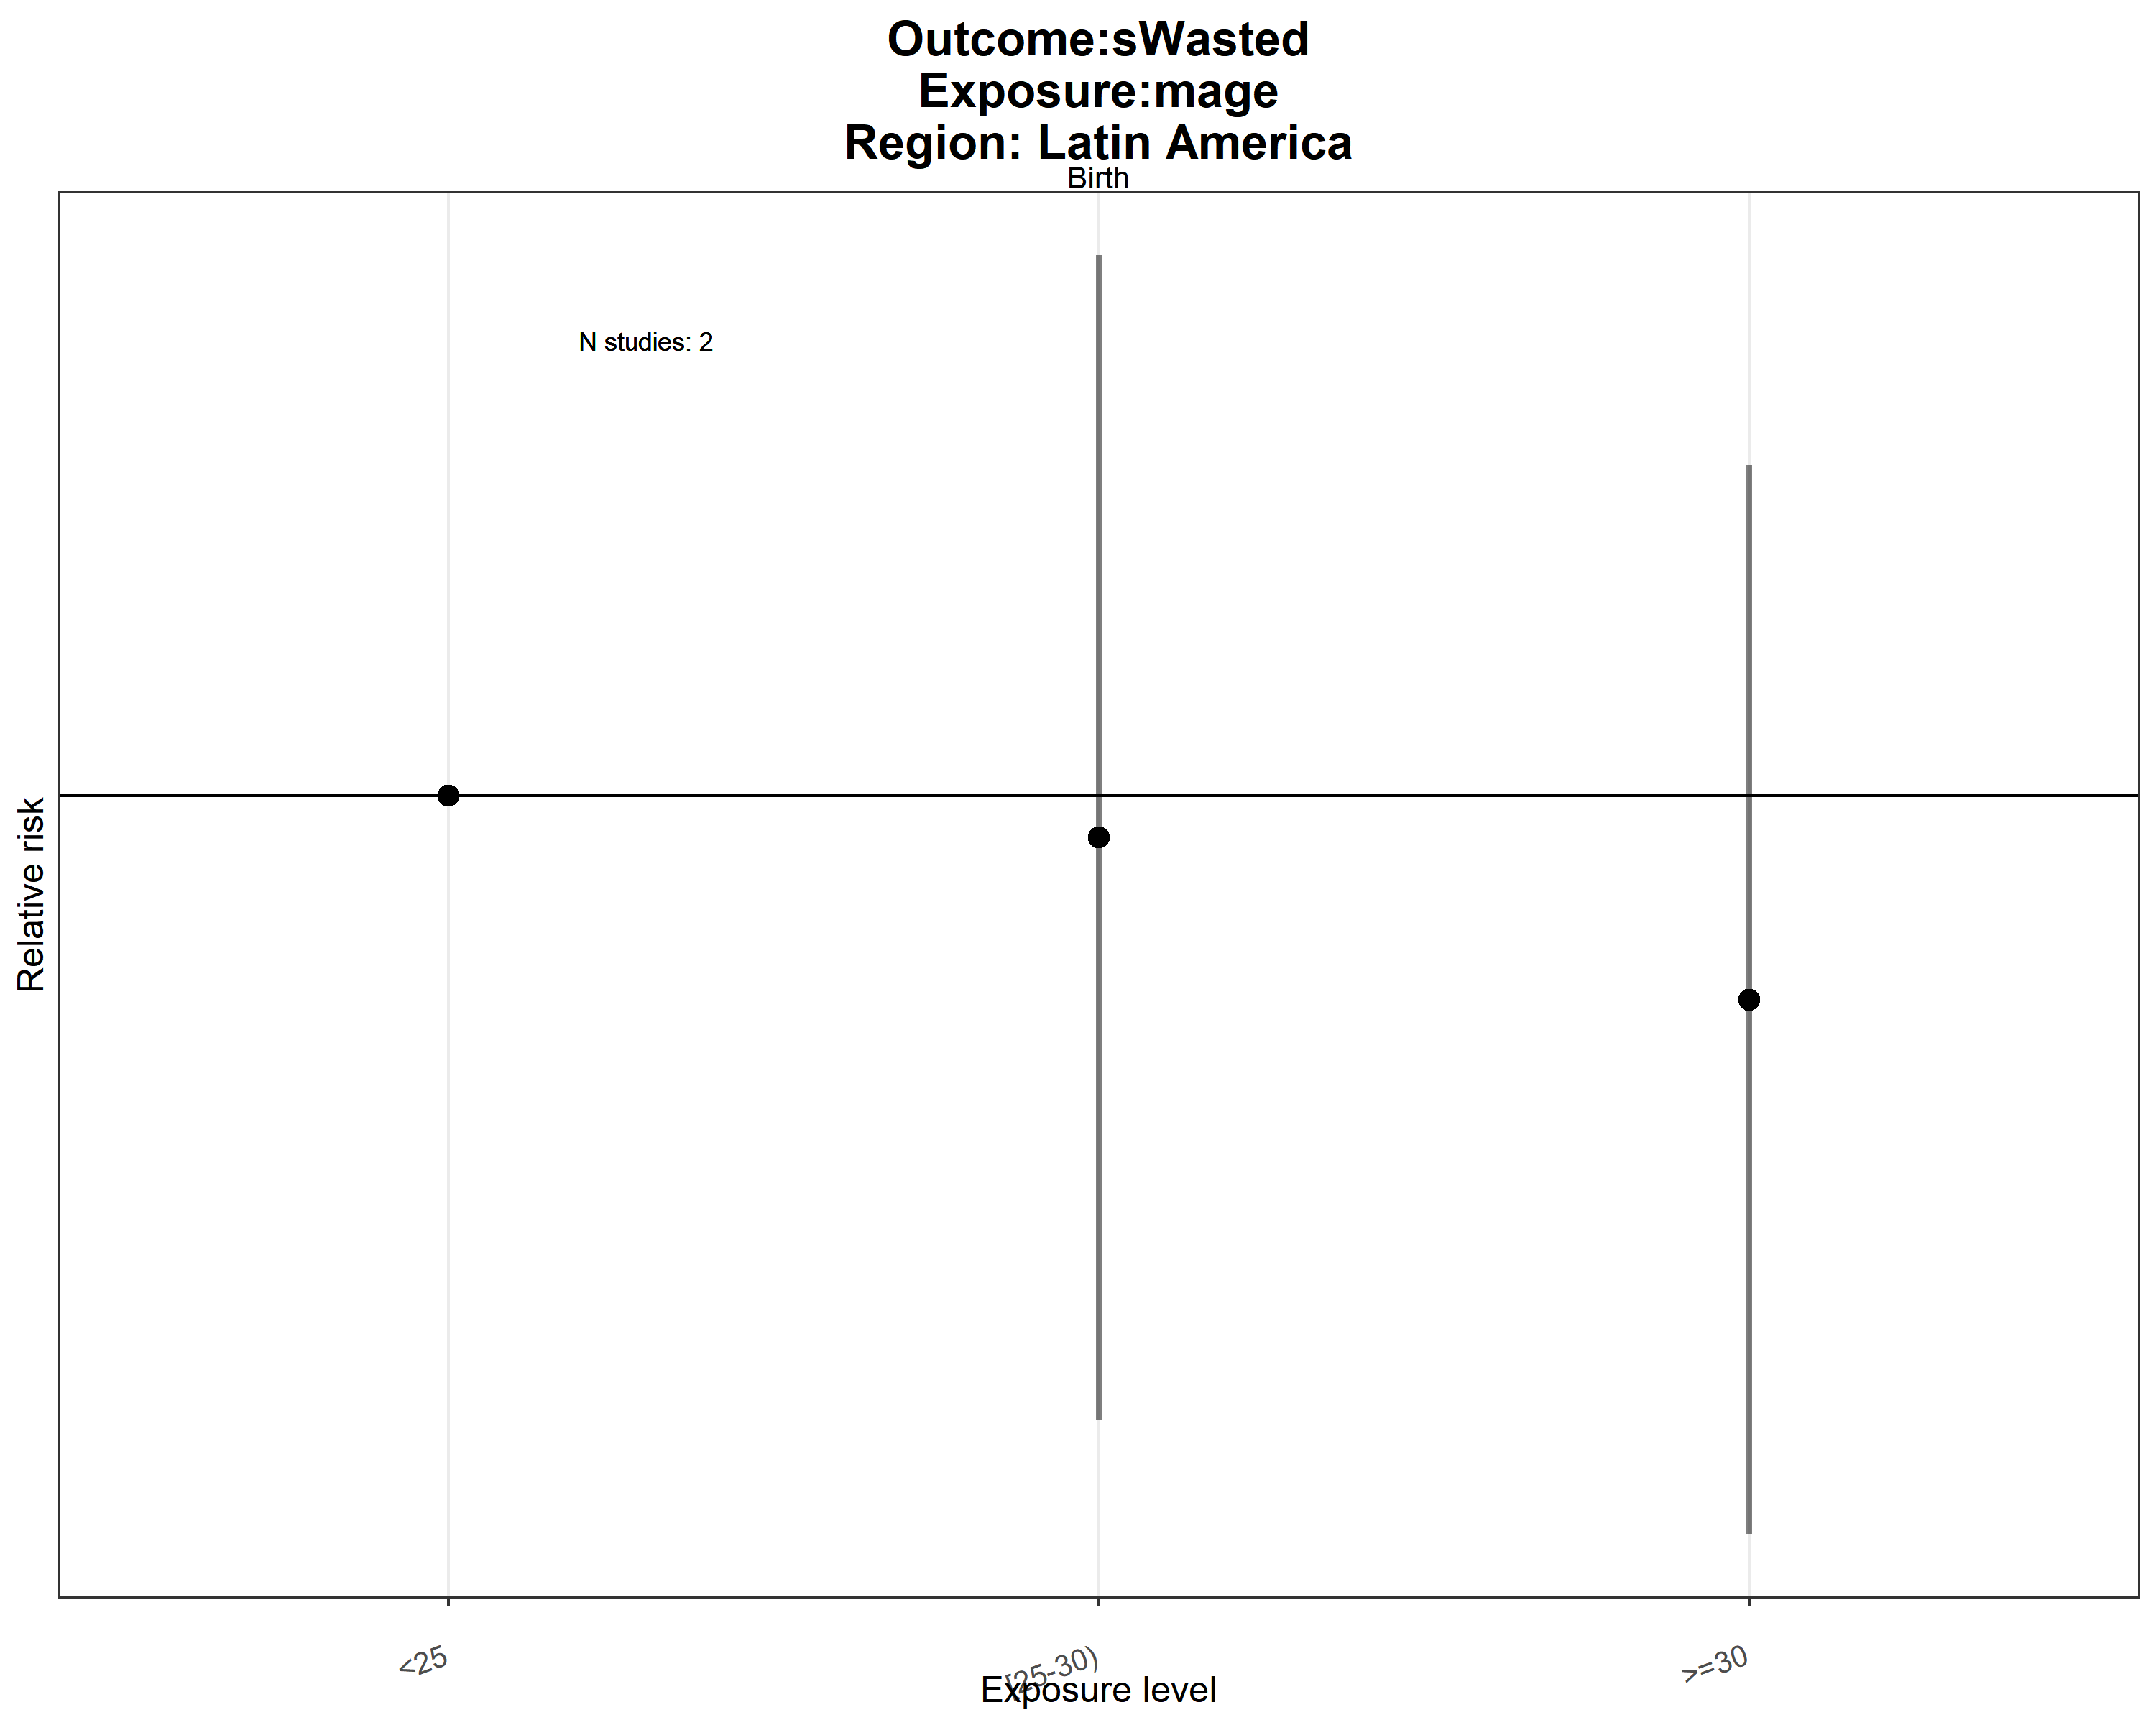 Outcome:sWasted
Exposure:mage
Region: Latin America
Birth
N studies: 2
Relative risk
<25
[25-30)
>=30
Exposure level